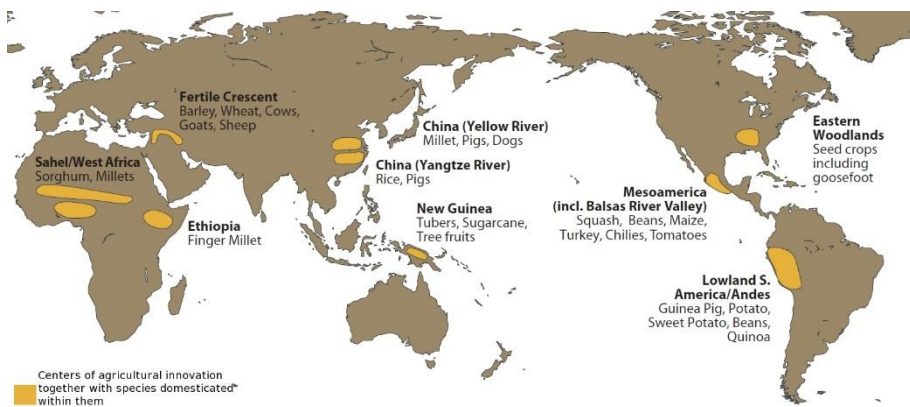 Fertile Crescent
Barley, Wheat, Cows,
Goats, Sheep
Sahel/West Africa
Sorghum, Millets
Ethiopia
Finger Millet
China (Yellow River)
Millet, Pigs, Dogs
China (Yangtze River)
Rice, Pigs
New Guinea
Tubers, Sugarcane,
Tree fruits
Eastern
Woodlands
Seed crops
including
goosefoot
Mesoamerica
(incl. Balsas River Valley)
Squash, Beans, Maize,
Turkey, Chilies, Tomatoes
Lowland S.
America/Andes
Guinea Pig, Potato,
Sweet Potato, Beans,
Quinoa
Centers of agricultural innovation
together with species domesticated
within them